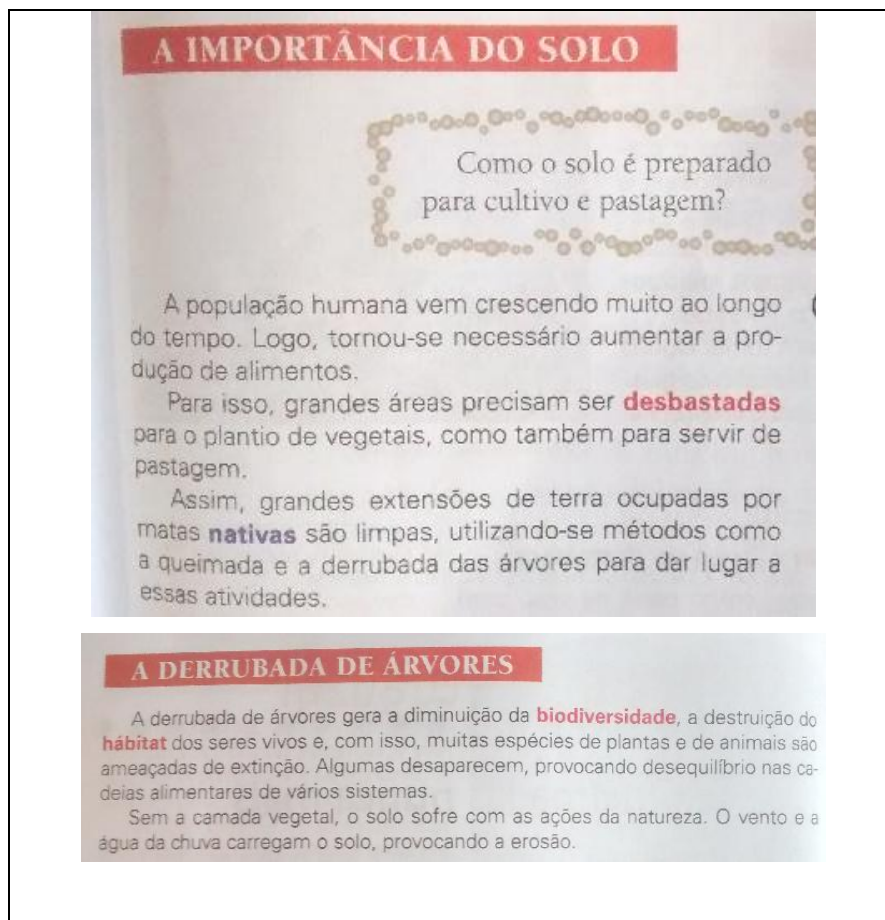 A IMPORTÂNCIA DO SOLO
Como o solo é preparado
para cultivo e pastagem?
A população humana vem crescendo muito ao longo
do tempo. Logo, tornou-se necessário aumentar a pro-
dução de alimentos.
Para isso, grandes áreas precisam ser desbastadas
para o plantio de vegetais, como também para servir de
pastagem.
Assim, grandes extensões de terra ocupadas por
matas nativas são limpas, utilizando-se métodos como
a queimada e a derrubada das árvores para dar lugar a
essas atividades.
A DERRUBADA DE ÁRVORES
A derrubada de árvores gera a diminuição da biodiversidade, a destruição do
hábitat dos seres vivos e, com isso, muitas espécies de plantas e de animais são
ameaçadas de extinção. Algumas desaparecem, provocando desequilíbrio nas ca-
deias alimentares de vários sistemas.
Sem a camada vegetal, o solo sofre com as ações da natureza. O vento e a
água da chuva carregam o solo, provocando a erosão.